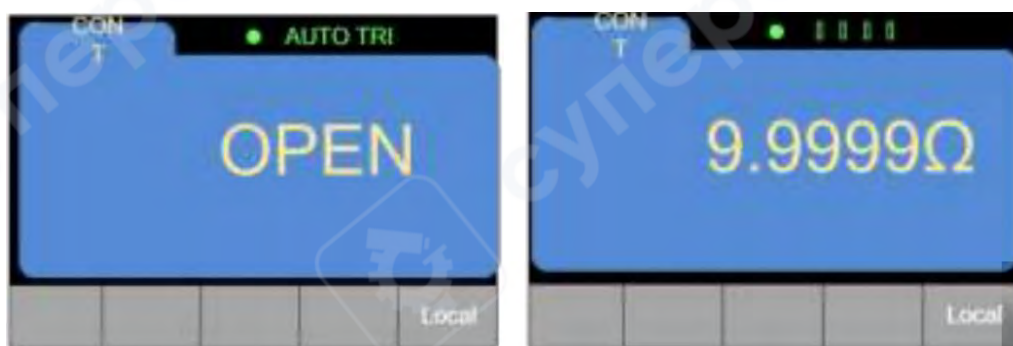 CON
T
AUTO TRI
OPEN
Local
CON
T
9.9999Ω
Local